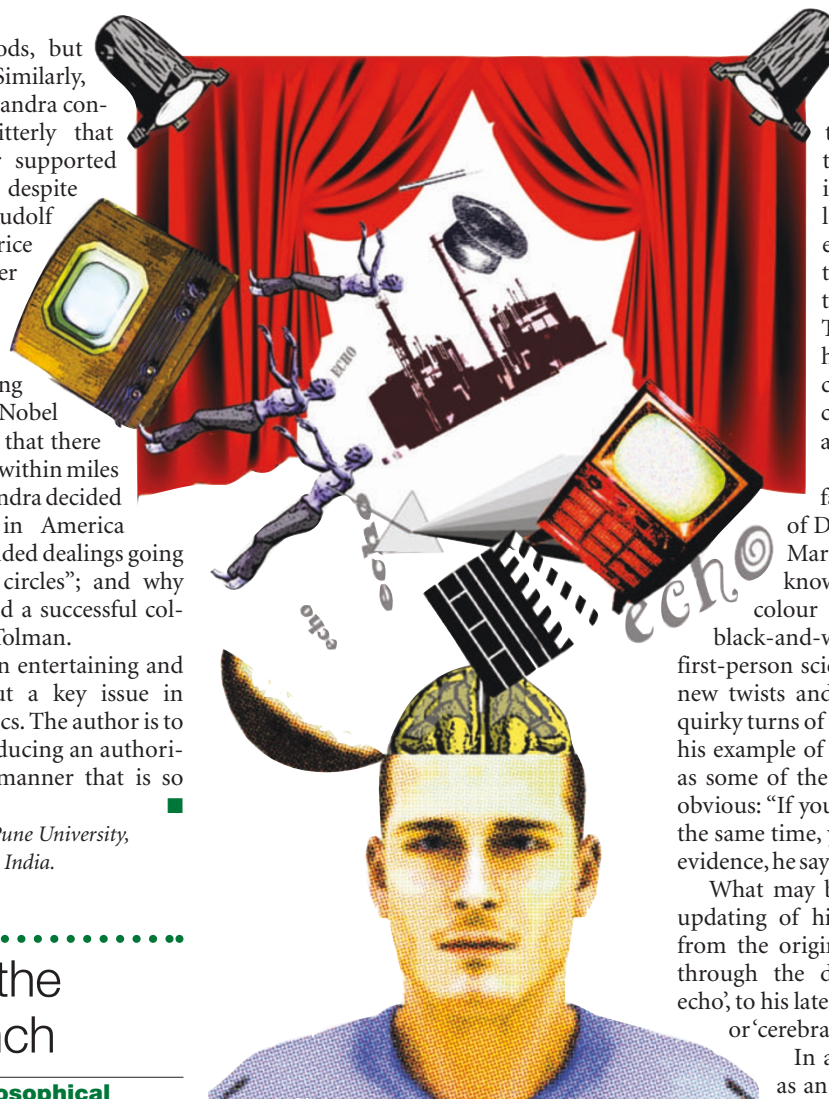 ods, but
Similarly,
andra con-
itterly that
supported
despite
udolf
rice
er
ng
Nobel
that there
within miles
ndra decided
in America
ded dealings going
circles”; and why
d a successful col-
Tolman.
n entertaining and
ut a key issue in
cs. The author is to
ducing an authori-
manner that is so
Pune University,
India.
the
ch
osophical
ECHO
echo
echo
echo
t
t
i
l
e
t
t
T
h
c
c
a
fa
of D
Mar
know
colour
black-and-w
first-person scie
new twists and
quirky turns of
his example of
as some of the
obvious: “If you
the same time, y
evidence, he say
What may b
updating of hi
from the origin
through the d
echo’, to his late
or ‘cerebra
In a
as an